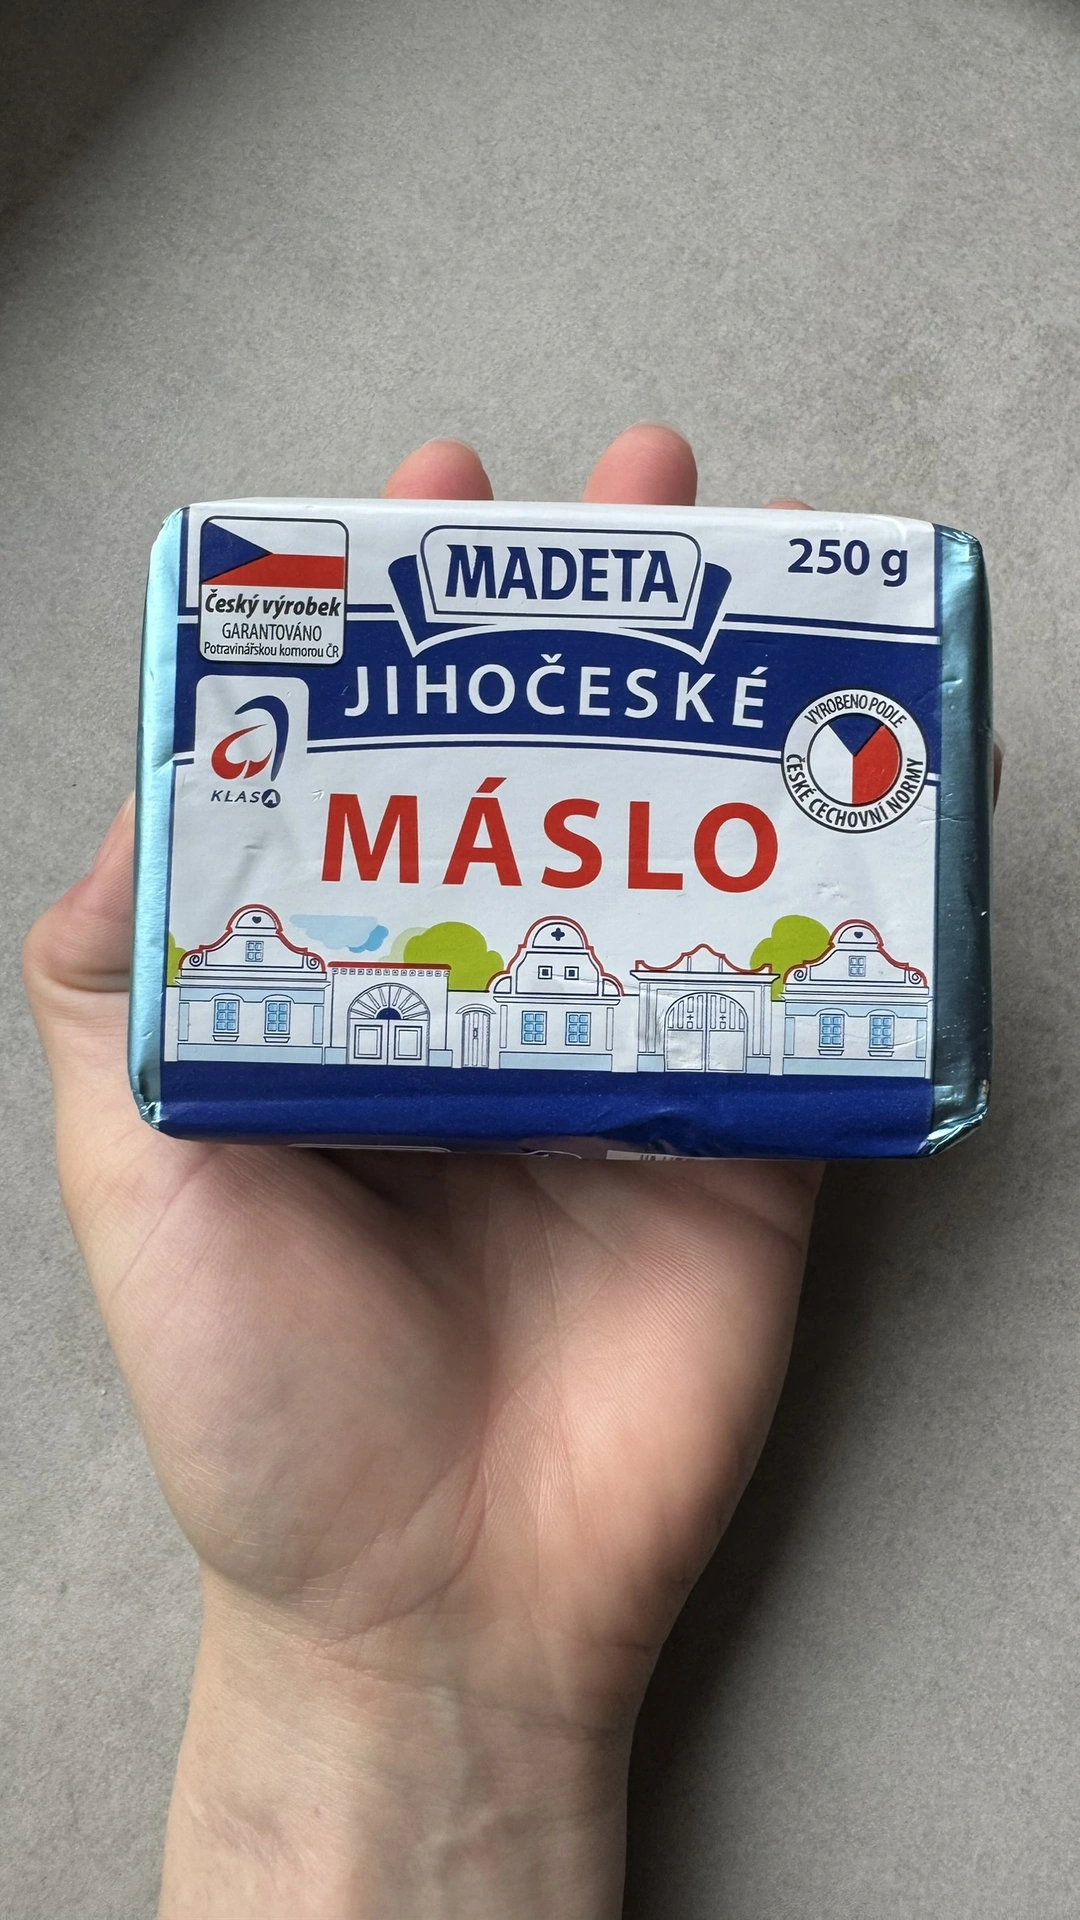 MADETA
250 g
Český výrobek
GARANTOVÁNO
Potravinářskou komorou ČR
JIHOČESKÉ
KLASA
MÁSLO
VYROBENO PODLE
ČESKÉ CECHOVNÍ NORMY